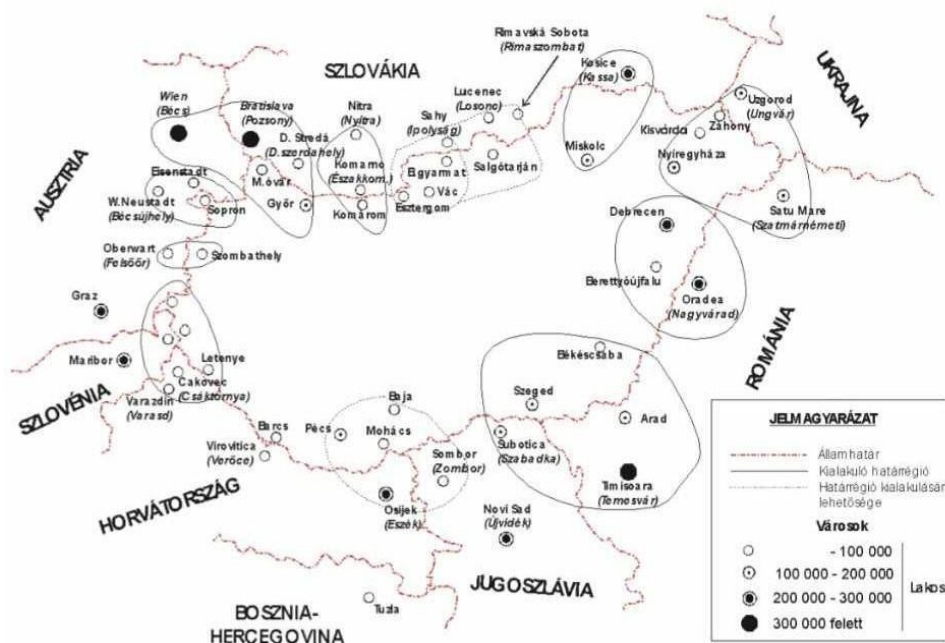 Rimavská Sobota
(Rimaszombat)
SZLOVÁKIA
Kosice
(Kassa)
UKRAJNA
Wien
(Bécs)
Bratislava
(Pozsony)
Nitra
(Nyitra)
Lucenec
(Losonc)
Uzgorod
(Ungvár)
D. Stredá
(D.szerdahely)
Sahy
(Ipolyság)
Kisvárda
Záhony
AUSZTRIA
Eisenstadt
M.óvár
Komarno
(Északkom.)
B.gyarmat
Salgótarján
Miskolc
Nyíregyháza
W.Neustadt
(Bécsújhely)
Sopron
Győr
Komárom
Vác
Esztergom
Satu Mare
(Szatmárnémeti)
Debrecen
Oberwart
(Felsőőr)
Szombathely
Berettyóújfalu
Oradea
(Nagyvárad)
Graz
ROMÁNIA
Maribor
Letenye
Békéscsaba
SZLOVÉNIA
Cakovec
(Csáktornya)
Varazdin
(Varasd)
Baja
Szeged
Arad
Barcs
Pécs
Mohács
Virovitica
(Verőce)
Sombor
(Zombor)
Subotica
(Szabadka)
Timisoara
(Temesvár)
HORVÁTORSZÁG
Osijek
(Eszék)
Novi Sad
(Újvidék)
JUGOSZLÁVIA
Tuzla
BOSZNIA-
HERCEGOVINA
JELMAGYARÁZAT
Államhatár
Kialakuló határrégió
Határrégió kialakulásán
lehetősége
Városok
- 100 000
100 000 - 200 000
200 000 - 300 000
300 000 felett
Lakos